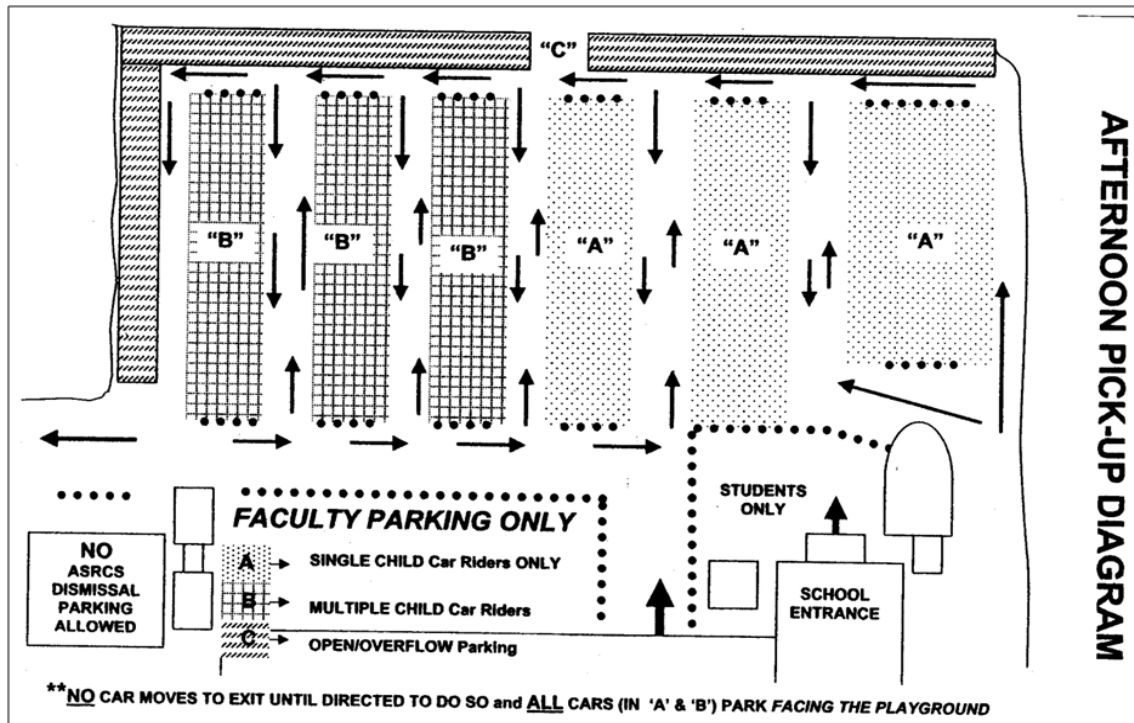 “C”
“B”
“B”
“B”
“A”
“A”
“A”
AFTERNOON PICK-UP DIAGRAM
STUDENTS
ONLY
FACULTY PARKING ONLY
NO
ASRCS
DISMISSAL
PARKING
ALLOWED
A
SINGLE CHILD Car Riders ONLY
B
MULTIPLE CHILD Car Riders
C
OPEN/OVERFLOW Parking
SCHOOL
ENTRANCE
**NO CAR MOVES TO EXIT UNTIL DIRECTED TO DO SO and ALL CARS (IN ‘A’ & ‘B’) PARK FACING THE PLAYGROUND